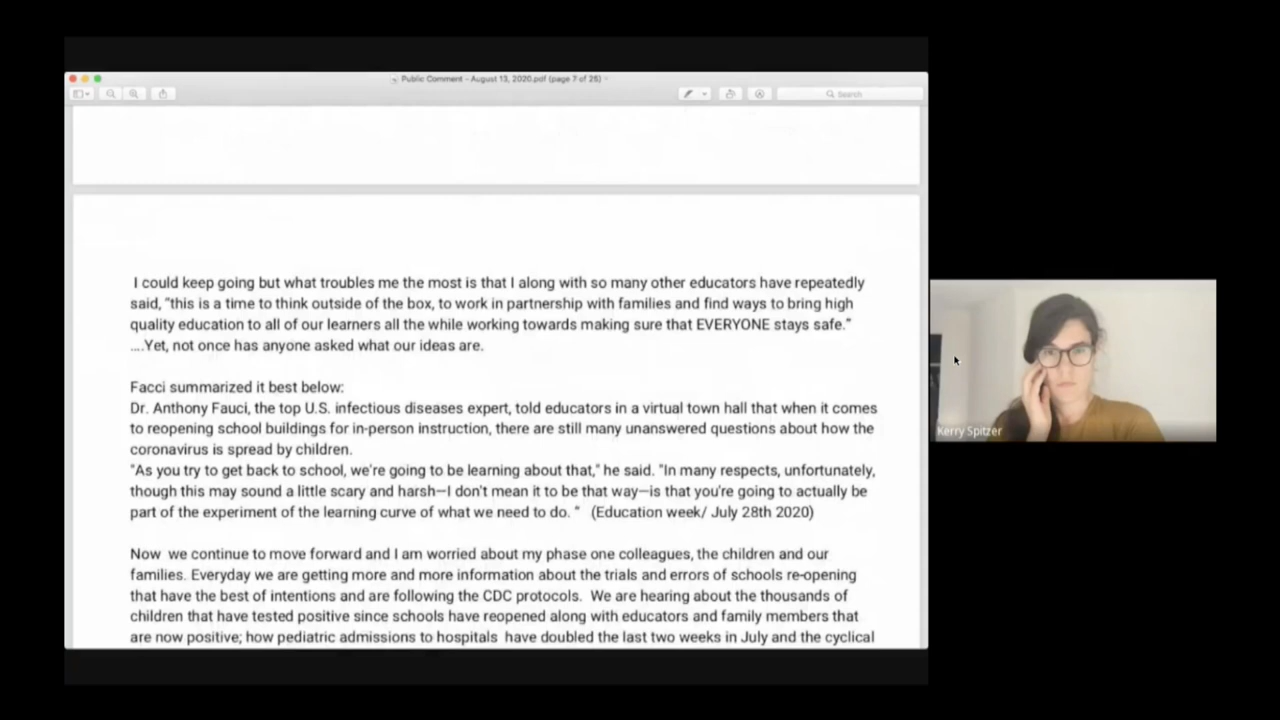 Public Comment - August 13, 2020.pdf (page 7 of 25)
Search
I could keep going but what troubles me the most is that I along with so many other educators have repeatedly
said, "this is a time to think outside of the box, to work in partnership with families and find ways to bring high
quality education to all of our learners all the while working towards making sure that EVERYONE stays safe."
....Yet, not once has anyone asked what our ideas are.
Facci summarized it best below:
Dr. Anthony Fauci, the top U.S. infectious diseases expert, told educators in a virtual town hall that when it comes
to reopening school buildings for in-person instruction, there are still many unanswered questions about how the
coronavirus is spread by children.
"As you try to get back to school, we're going to be learning about that," he said. "In many respects, unfortunately,
though this may sound a little scary and harsh—I don't mean it to be that way—is that you're going to actually be
part of the experiment of the learning curve of what we need to do. " (Education week/ July 28th 2020)
Now we continue to move forward and I am worried about my phase one colleagues, the children and our
families. Everyday we are getting more and more information about the trials and errors of schools re-opening
that have the best of intentions and are following the CDC protocols. We are hearing about the thousands of
children that have tested positive since schools have reopened along with educators and family members that
are now positive; how pediatric admissions to hospitals have doubled the last two weeks in July and the cyclical
Kerry Spitzer